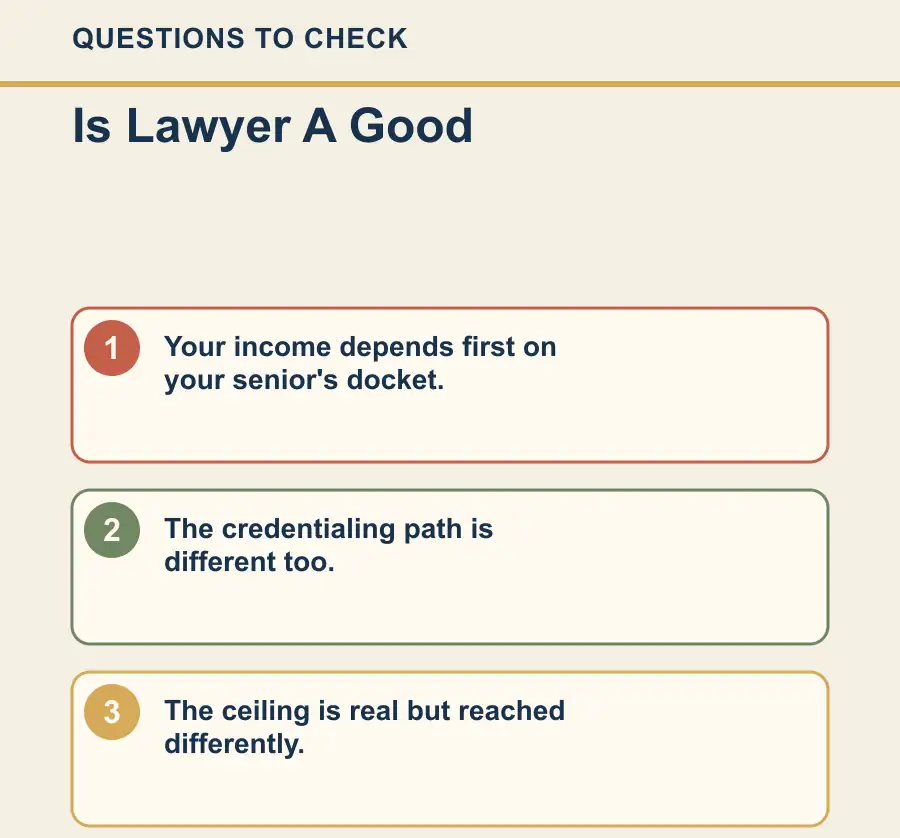 QUESTIONS TO CHECK
Is Lawyer A Good
1
Your income depends first on
your senior's docket.
2
The credentialing path is
different too.
3
The ceiling is real but reached
differently.